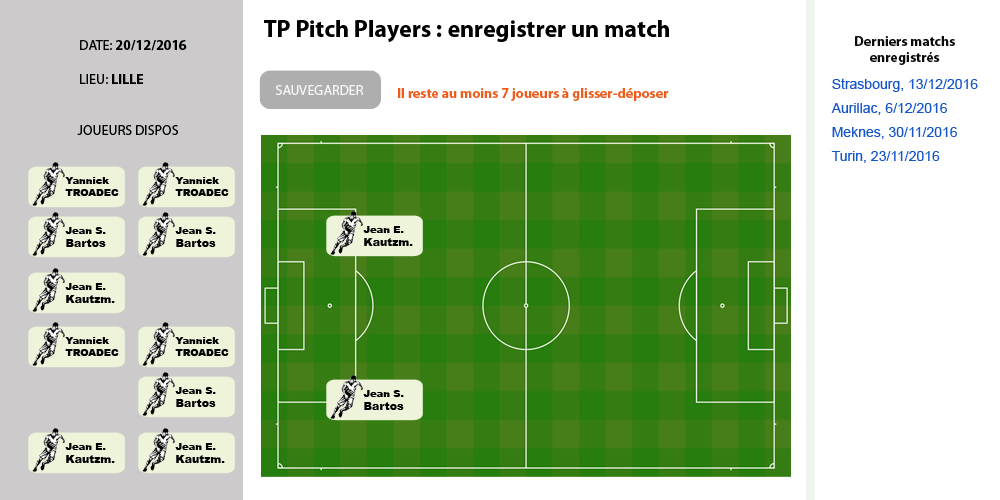 DATE: 20/12/2016
LIEU: LILLE
JOUEURS DISPOS
Yannick
TROADEC
Yannick
TROADEC
Jean S.
Bartos
Jean S.
Bartos
Jean E.
Kautzm.
Yannick
TROADEC
Yannick
TROADEC
Jean S.
Bartos
Jean E.
Kautzm.
Jean E.
Kautzm.
TP Pitch Players : enregistrer un match
SAUVEGARDER
Il reste au moins 7 joueurs à glisser-déposer
Jean E.
Kautzm.
Jean S.
Bartos
Derniers matchs
enregistrés
Strasbourg, 13/12/2016
Aurillac, 6/12/2016
Meknes, 30/11/2016
Turin, 23/11/2016